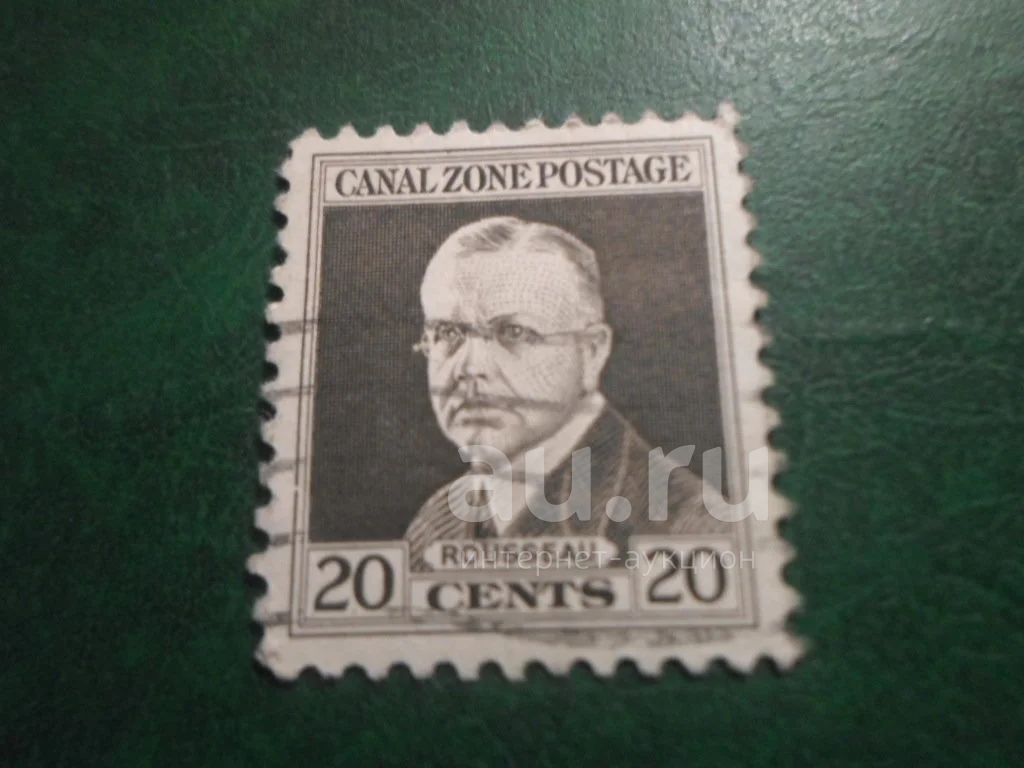 CANAL ZONE POSTAGE
au.ru
ROUSSEAU
интернет-аукцион
20 CENTS 20